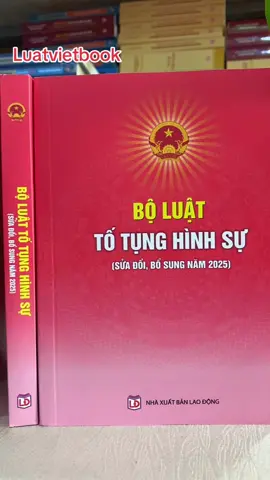 Luatvietbook
BỘ LUẬT
TỐ TỤNG HÌNH SỰ
(SỬA ĐỔI, BỔ SUNG NĂM 2025)
NHÀ XUẤT BẢN LAO ĐỘNG
BỘ LUẬT TỐ TỤNG HÌNH SỰ
(SỬA ĐỔI, BỔ SUNG NĂM 2025)
LĐ